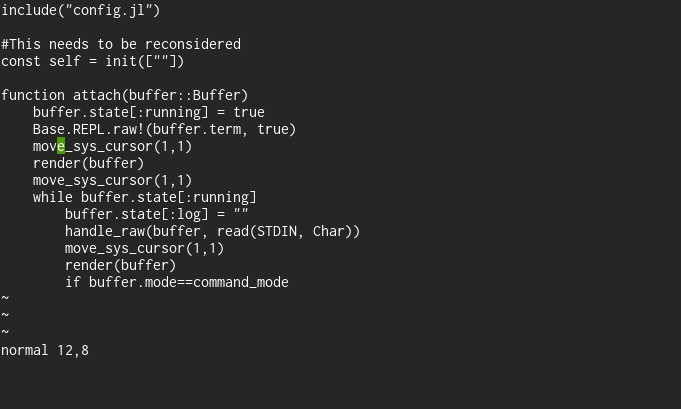 include("config.jl")

#This needs to be reconsidered
const self = init([""])

function attach(buffer::Buffer)
    buffer.state[:running] = true
    Base.REPL.raw!(buffer.term, true)
    move_sys_cursor(1,1)
    render(buffer)
    move_sys_cursor(1,1)
    while buffer.state[:running]
        buffer.state[:log] = ""
        handle_raw(buffer, read(STDIN, Char))
        move_sys_cursor(1,1)
        render(buffer)
        if buffer.mode==command_mode
~
~
~
normal 12,8